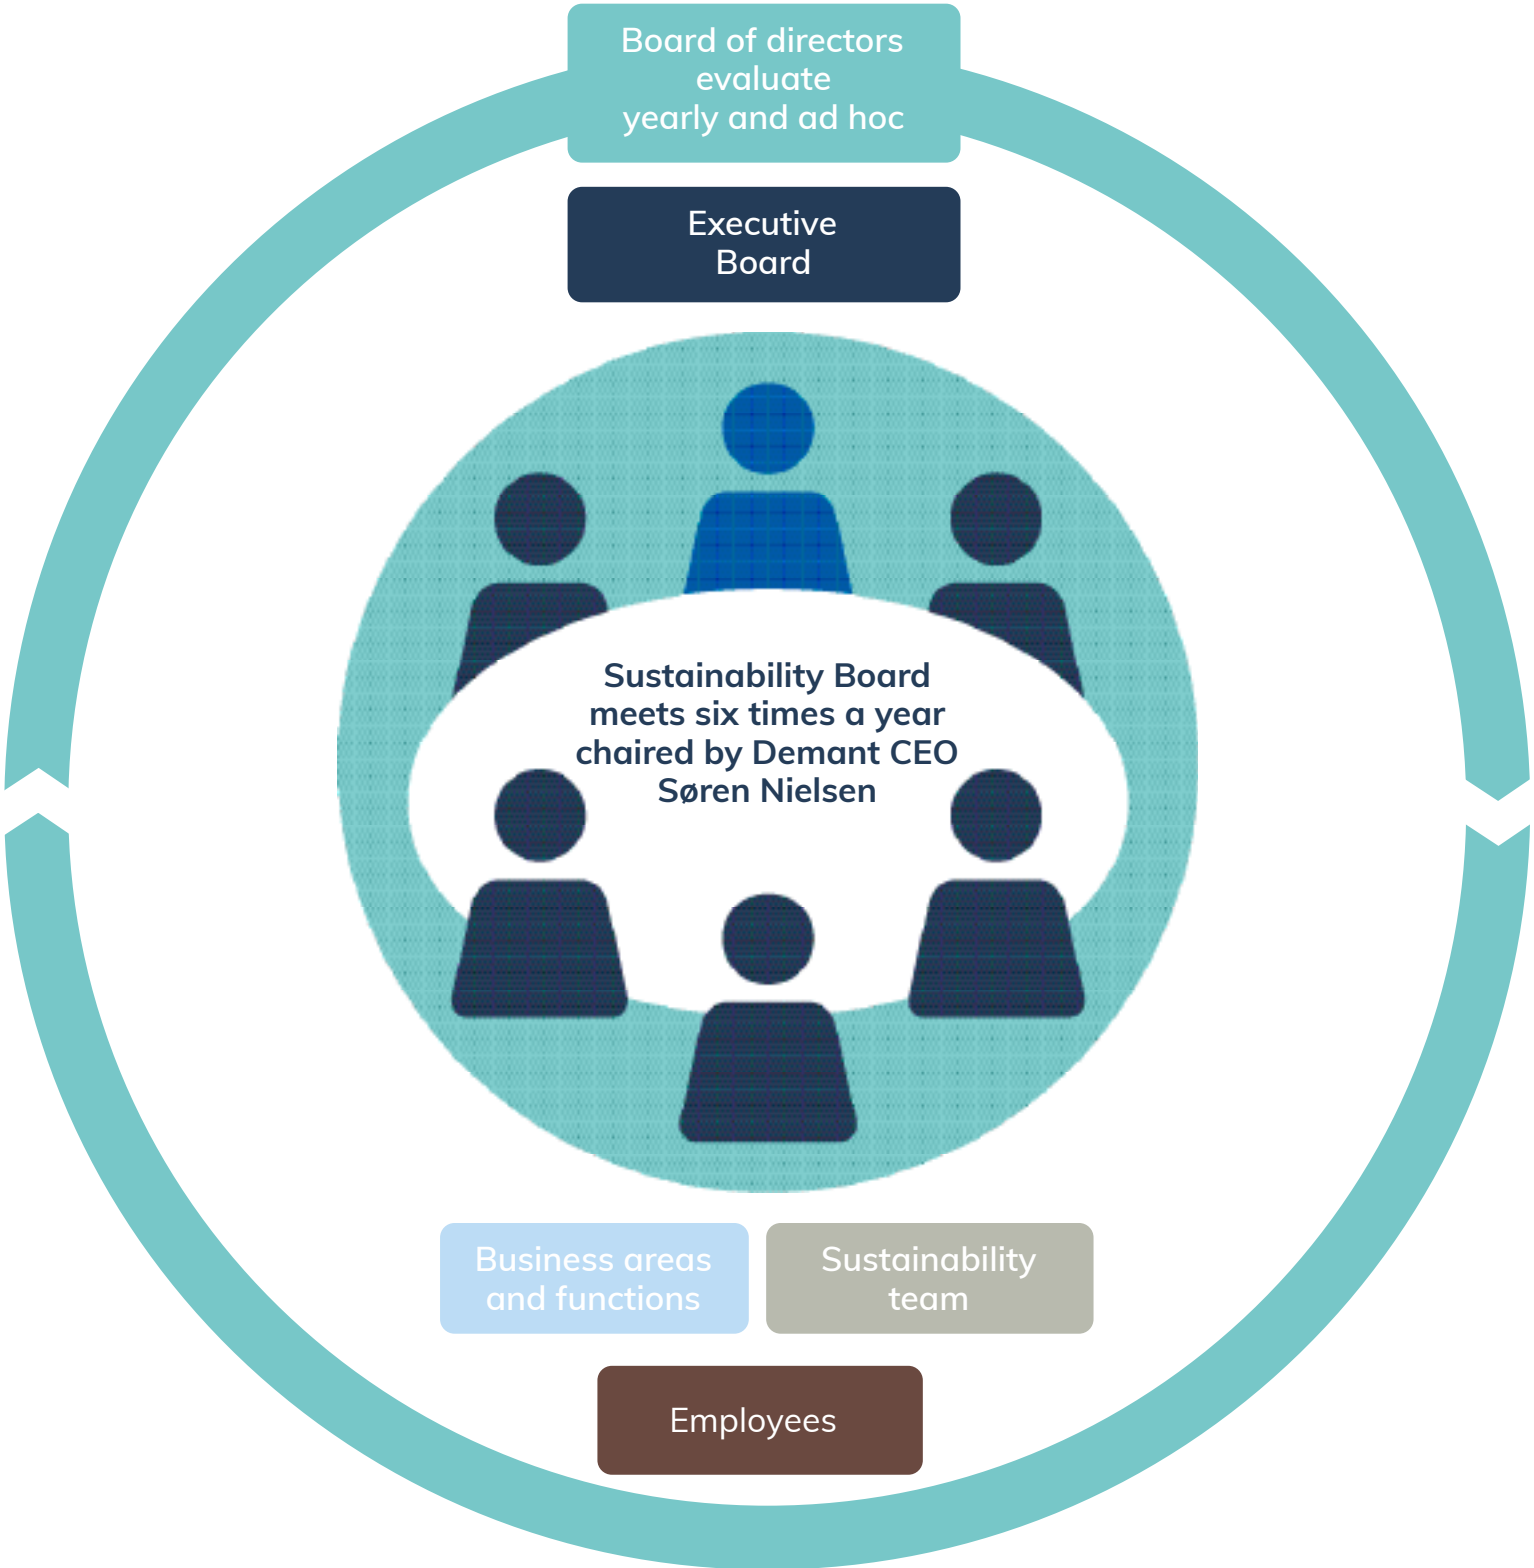 Board of directors
evaluate
yearly and ad hoc
Executive
Board
Sustainability Board
meets six times a year
chaired by Demant CEO
Søren Nielsen
Business areas
and functions
Sustainability
team
Employees